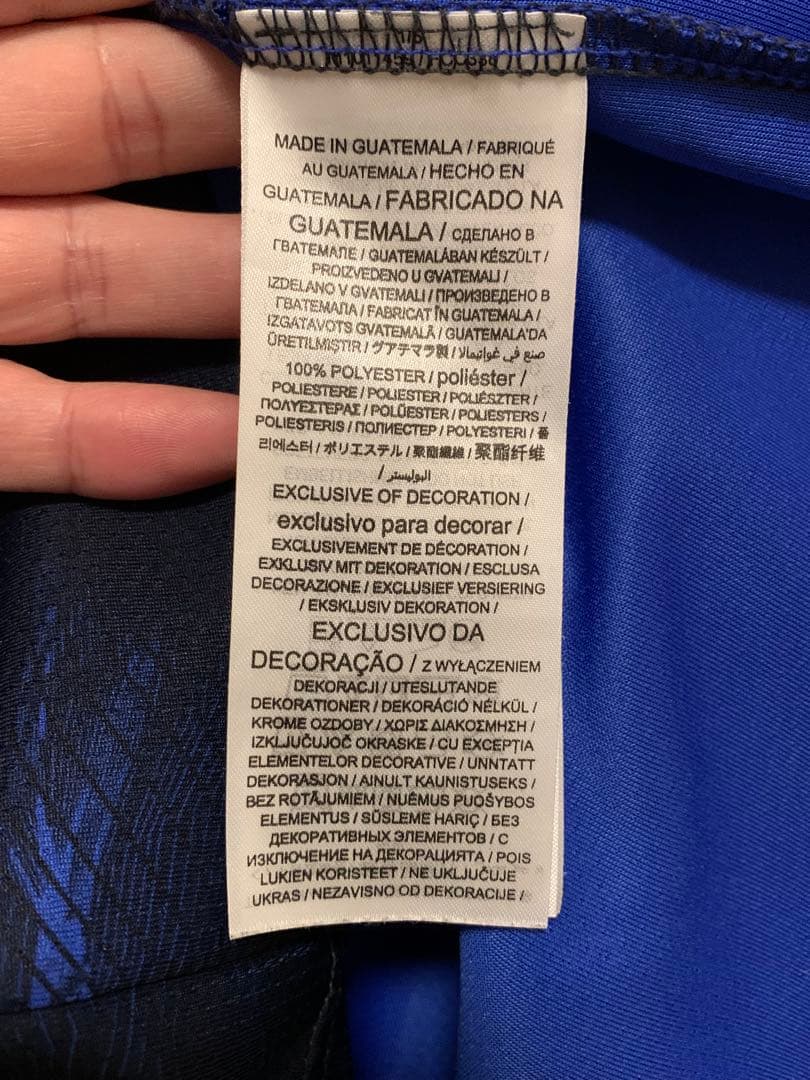 MADE IN GUATEMALA / FABRIQUÉ
AU GUATEMALA / HECHO EN
GUATEMALA / FABRICADO NA
GUATEMALA / СДЕЛАНО В
ГВАТЕМАЛЕ / GUATEMALÁBAN KÉSZÜLT /
PROIZVEDENO U GVATEMALI /
IZDELANO V GVATEMALI / ПРОИЗВЕДЕНО В
ГВАТЕМАЛА / FABRICAT ÎN GUATEMALA /
IZGATAVOTS GVATEMALĀ / GUATEMALA'DA
ÜRETILMIŞTIR / グアテマラ製 / صنع في غواتيمالا /
100% POLYESTER / poliéster /
POLIESTERE / POLIESTER / POLIÉSZTER /
ΠΟΛΥΕΣΤΕΡΑΣ / POLÜESTER / POLIESTERS /
POLIESTERIS / ПОЛИЕСТЕР / POLYESTERI / 폴
리에스터 / ポリエステル / 聚酯纖維 / 聚酯纤维
/ البوليستر
EXCLUSIVE OF DECORATION /
exclusivo para decorar /
EXCLUSIVEMENT DE DÉCORATION /
EXKLUSIV MIT DEKORATION / ESCLUSA
DECORAZIONE / EXCLUSIEF VERSIERING
/ EKSKLUSIV DEKORATION /
EXCLUSIVO DA
DECORAÇÃO / Z WYŁĄCZENIEM
DEKORACJI / UTESLUTANDE
DEKORATIONER / DEKORÁCIÓ NÉLKÜL /
KROME OZDOBY / ΧΩΡΙΣ ΔΙΑΚΟΣΜΗΣΗ /
IZKLJUČUJOČ OKRASKE / CU EXCEPȚIA
ELEMENTELOR DECORATIVE / UNNTATT
DEKORASJON / AINULT KAUNISTUSEKS /
BEZ ROTĀJUMIEM / NUĖMUS PUOŠYBOS
ELEMENTUS / SÜSLEME HARIÇ / БЕЗ
ДЕКОРАТИВНЫХ ЭЛЕМЕНТОВ / С
ИЗКЛЮЧЕНИЕ НА ДЕКОРАЦИЯТА / POIS
LUKIEN KORISTEET / NE UKLJUČUJE
UKRAS / NEZAVISNO OD DEKORACIJE /